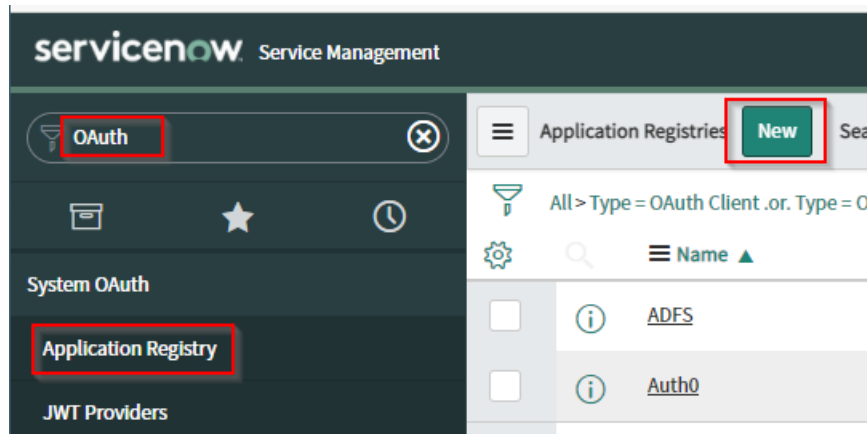 servicenow Service Management
OAuth
Application Registries New
All > Type = OAuth Client .or. Type =
Name
System OAuth
ADFS
Application Registry
Auth0
JWT Providers